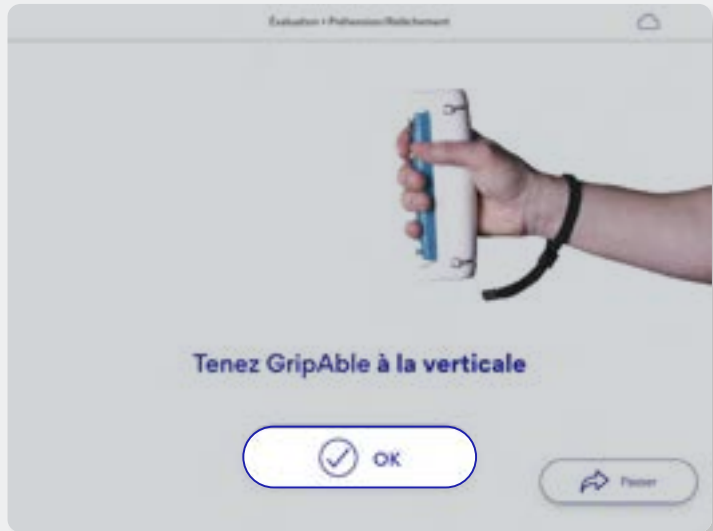 Évaluation • Préhension/Relâchement
Tenez GripAble à la verticale
OK
Passer